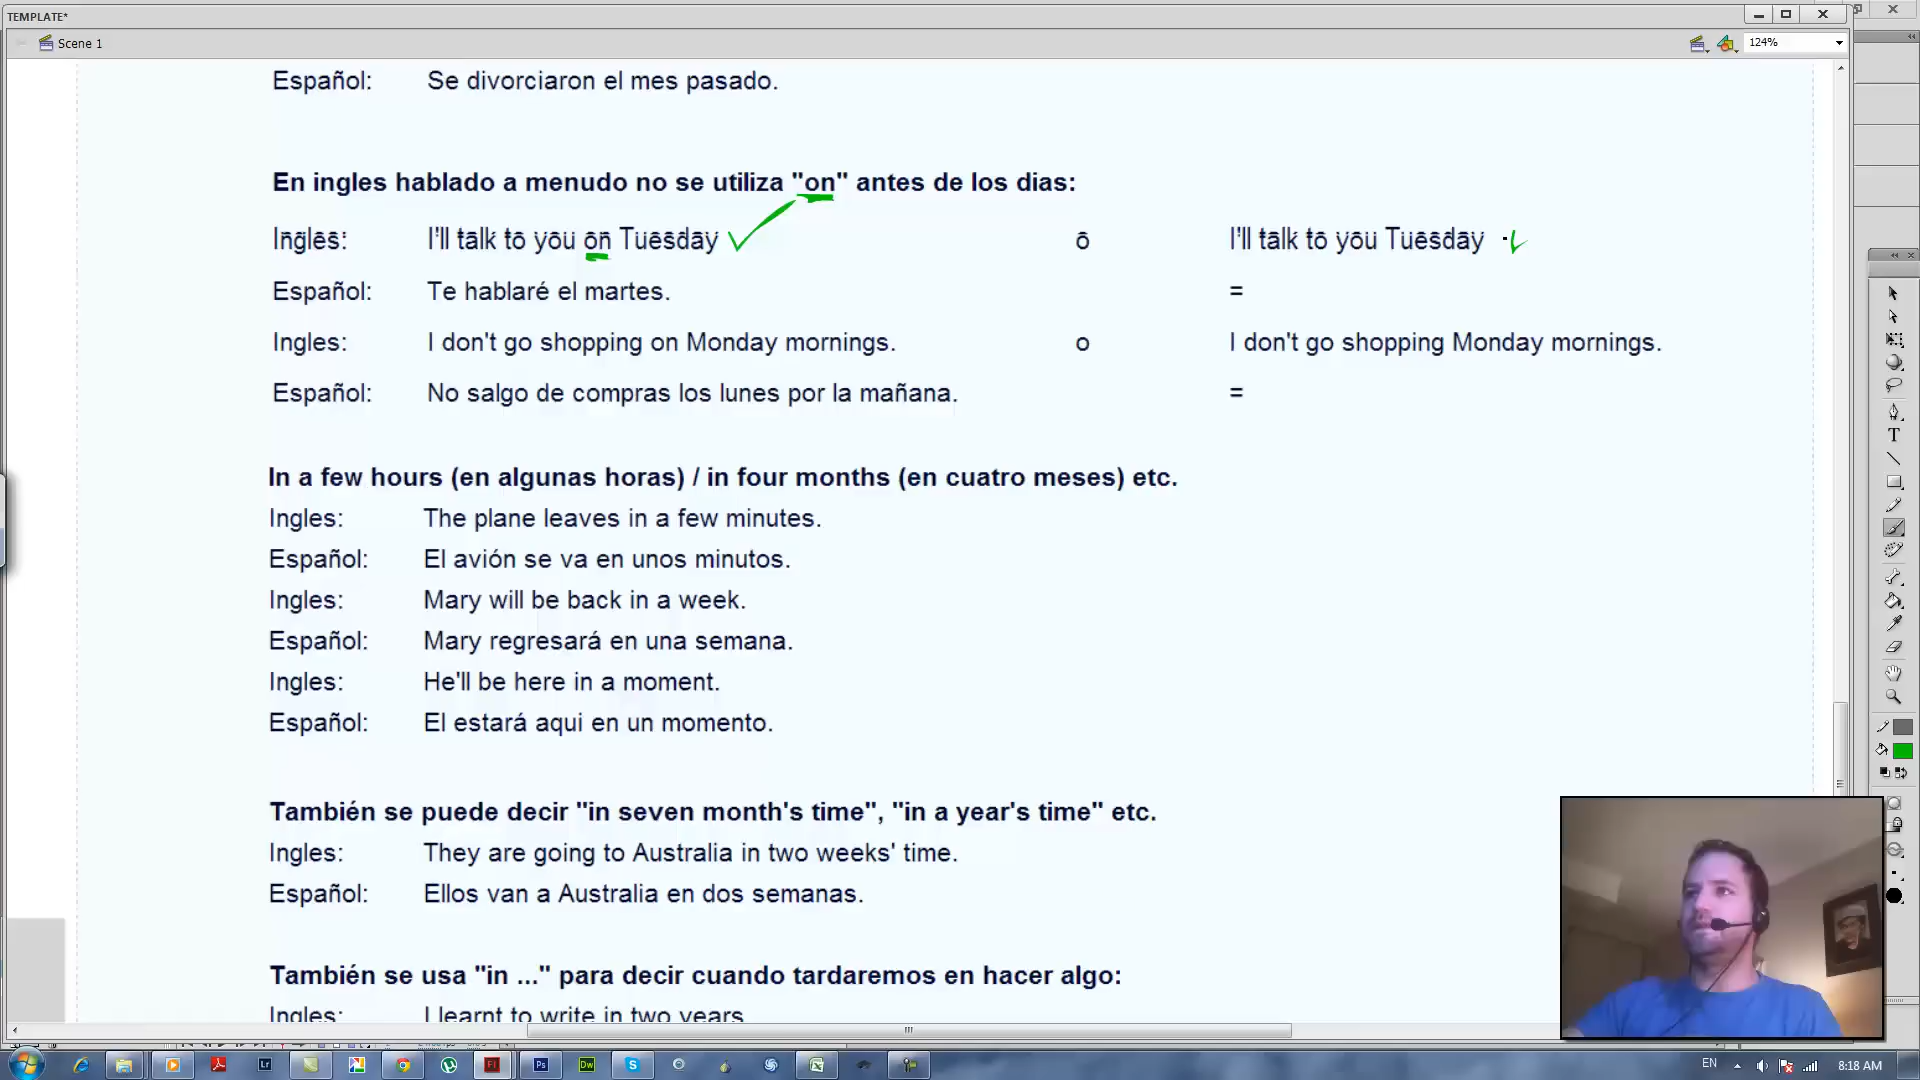 TEMPLATE*
Scene 1
124%
Español: Se divorciaron el mes pasado.
En ingles hablado a menudo no se utiliza "on" antes de los dias:
Ingles: I'll talk to you on Tuesday o I'll talk to you Tuesday
Español: Te hablaré el martes. =
Ingles: I don't go shopping on Monday mornings. o I don't go shopping Monday mornings.
Español: No salgo de compras los lunes por la mañana. =
In a few hours (en algunas horas) / in four months (en cuatro meses) etc.
Ingles: The plane leaves in a few minutes.
Español: El avión se va en unos minutos.
Ingles: Mary will be back in a week.
Español: Mary regresará en una semana.
Ingles: He'll be here in a moment.
Español: El estará aqui en un momento.
También se puede decir "in seven month's time", "in a year's time" etc.
Ingles: They are going to Australia in two weeks' time.
Español: Ellos van a Australia en dos semanas.
También se usa "in ..." para decir cuando tardaremos en hacer algo:
Ingles: I learnt to write in two years
EN 8:18 AM